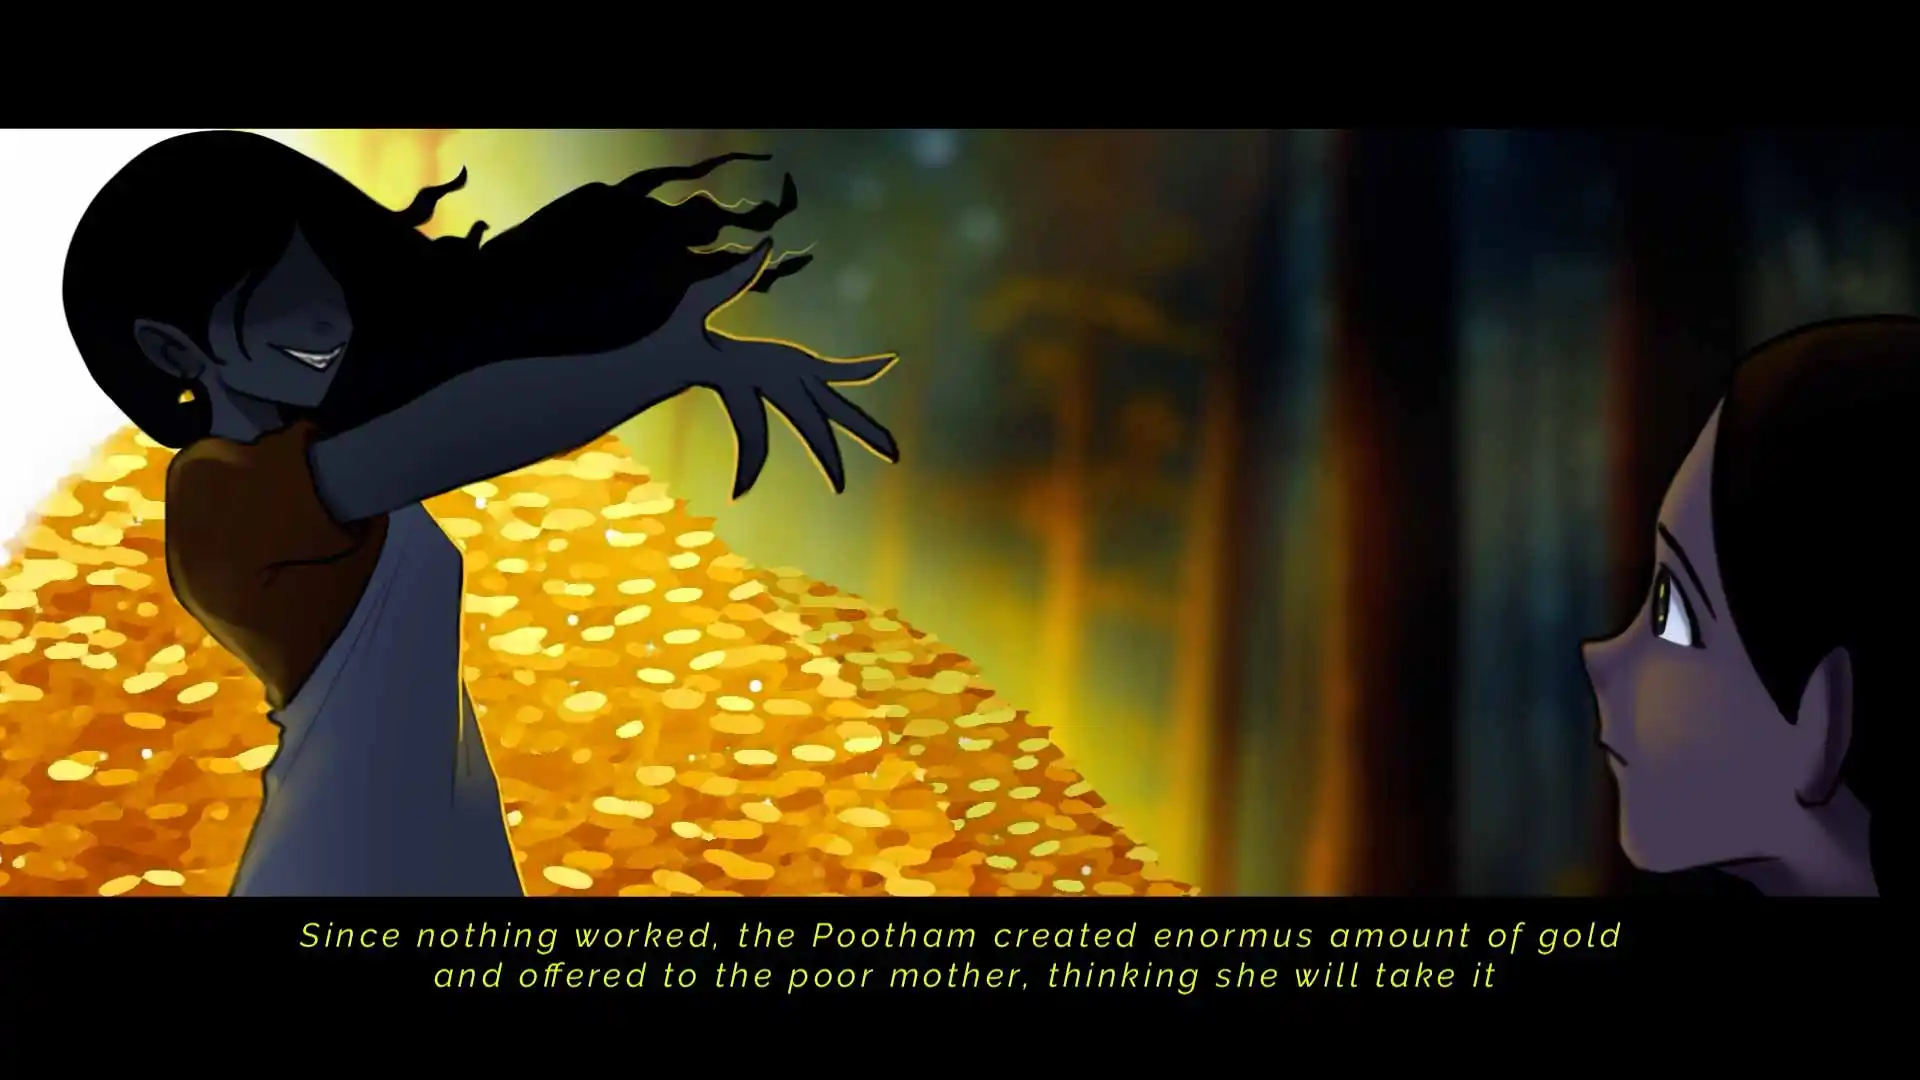 Since nothing worked, the Pootham created enormus amount of gold
and offered to the poor mother, thinking she will take it